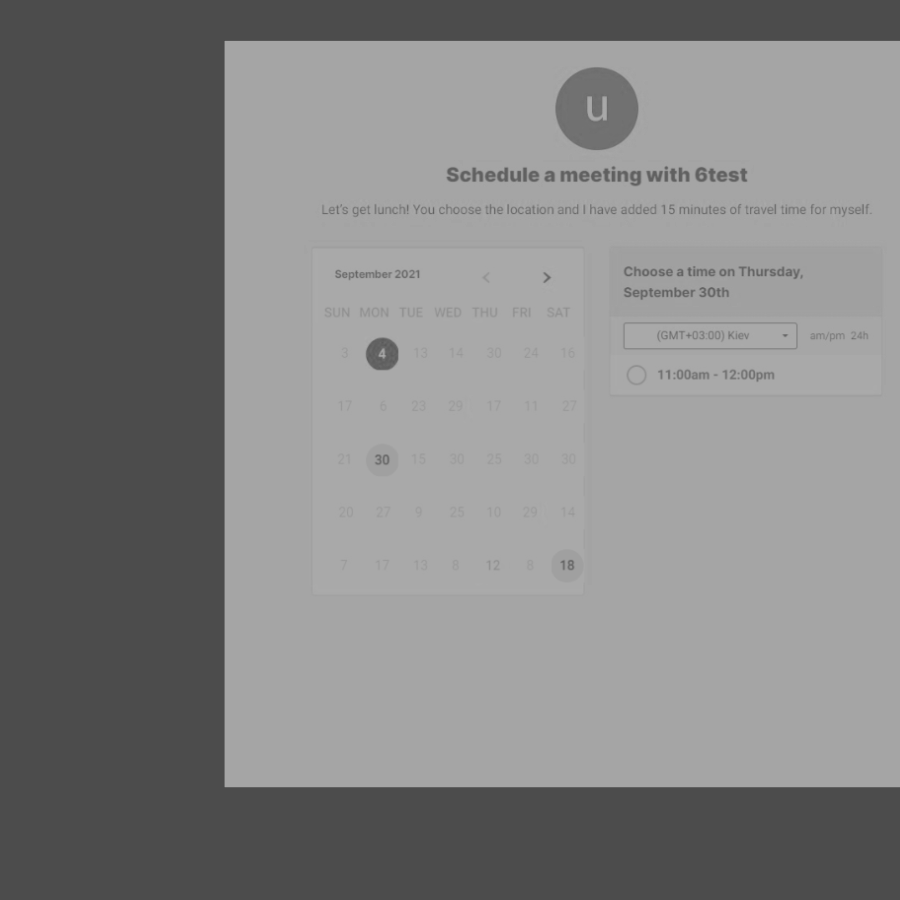 u
Schedule a meeting with 6test
Let's get lunch! You choose the location and I have added 15 minutes of travel time for myself.
September 2021
SUN MON TUE WED THU FRI SAT
3 4 13 14 30 24 16
17 6 23 29 17 11 27
21 30 15 30 25 30 30
20 27 9 25 10 29 14
7 17 13 8 12 8 18
Choose a time on Thursday,
September 30th
(GMT+03:00) Kiev am/pm 24h
11:00am - 12:00pm